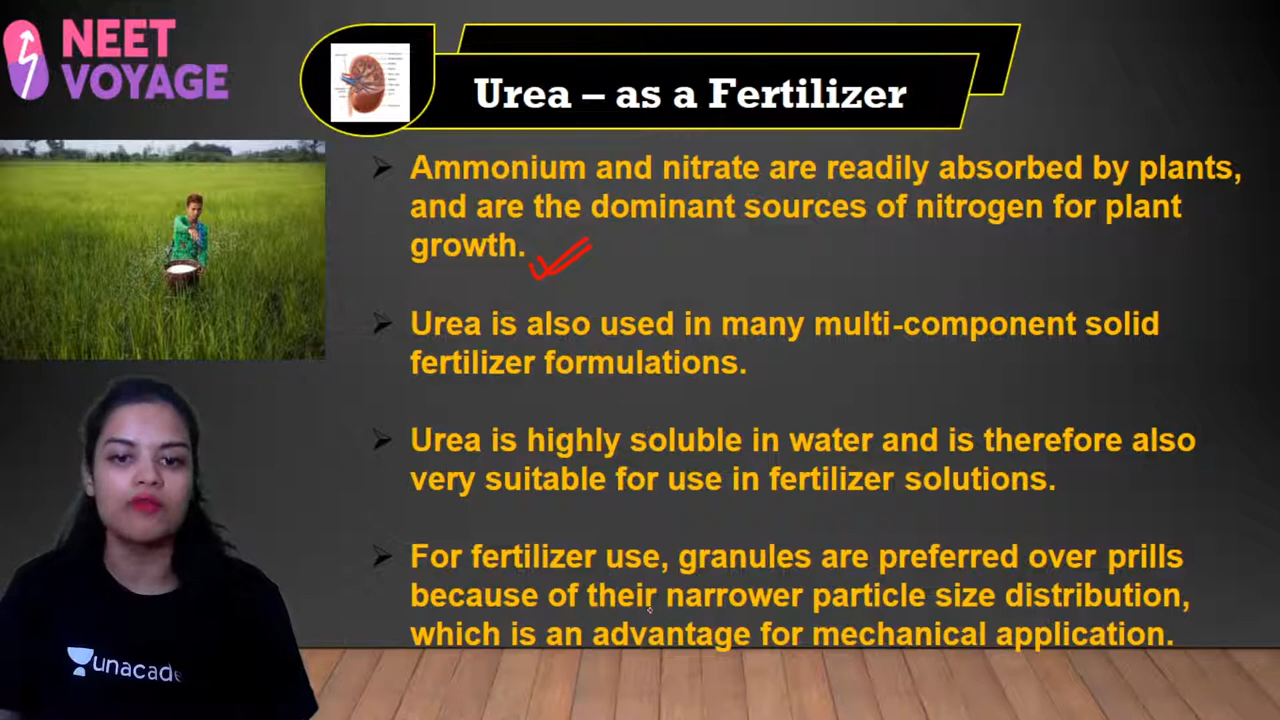 NEET
VOYAGE
Urea – as a Fertilizer
Ammonium and nitrate are readily absorbed by plants,
and are the dominant sources of nitrogen for plant
growth.
Urea is also used in many multi-component solid
fertilizer formulations.
Urea is highly soluble in water and is therefore also
very suitable for use in fertilizer solutions.
For fertilizer use, granules are preferred over prills
because of their narrower particle size distribution,
which is an advantage for mechanical application.
unacade